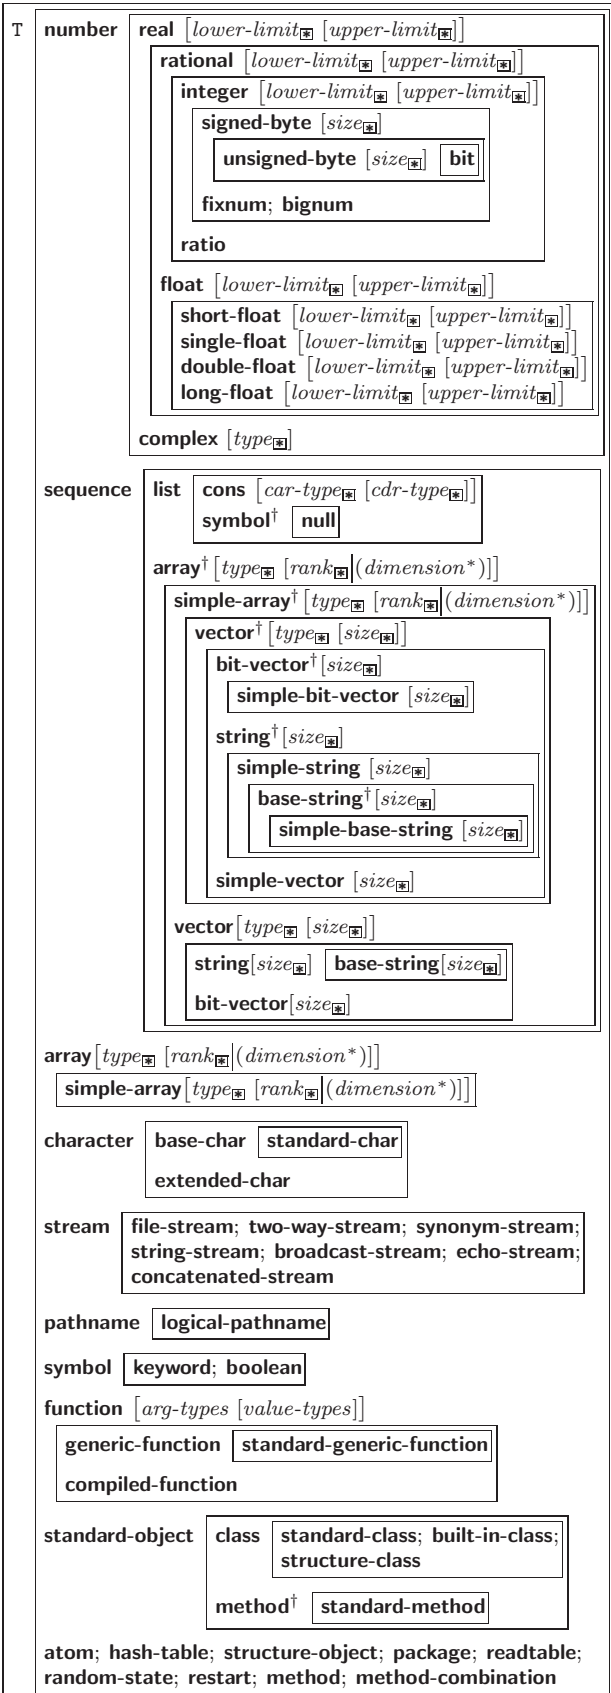 T number real [lower-limit* [upper-limit*]]
rational [lower-limit* [upper-limit*]]
integer [lower-limit* [upper-limit*]]
signed-byte [size*]
unsigned-byte [size*] bit
fixnum; bignum
ratio
float [lower-limit* [upper-limit*]]
short-float [lower-limit* [upper-limit*]]
single-float [lower-limit* [upper-limit*]]
double-float [lower-limit* [upper-limit*]]
long-float [lower-limit* [upper-limit*]]
complex [type*]
sequence list cons [car-type* [cdr-type*]]
symbol† null
array†[type* [rank*|(dimension*)]]
simple-array†[type* [rank*|(dimension*)]]
vector†[type* [size*]]
bit-vector†[size*]
simple-bit-vector [size*]
string†[size*]
simple-string [size*]
base-string†[size*]
simple-base-string [size*]
simple-vector [size*]
vector[type* [size*]]
string[size*] base-string[size*]
bit-vector[size*]
array[type* [rank*|(dimension*)]]
simple-array[type* [rank*|(dimension*)]]
character base-char standard-char
extended-char
stream file-stream; two-way-stream; synonym-stream;
string-stream; broadcast-stream; echo-stream;
concatenated-stream
pathname logical-pathname
symbol keyword; boolean
function [arg-types [value-types]]
generic-function standard-generic-function
compiled-function
standard-object class standard-class; built-in-class;
structure-class
method† standard-method
atom; hash-table; structure-object; package; readtable;
random-state; restart; method; method-combination